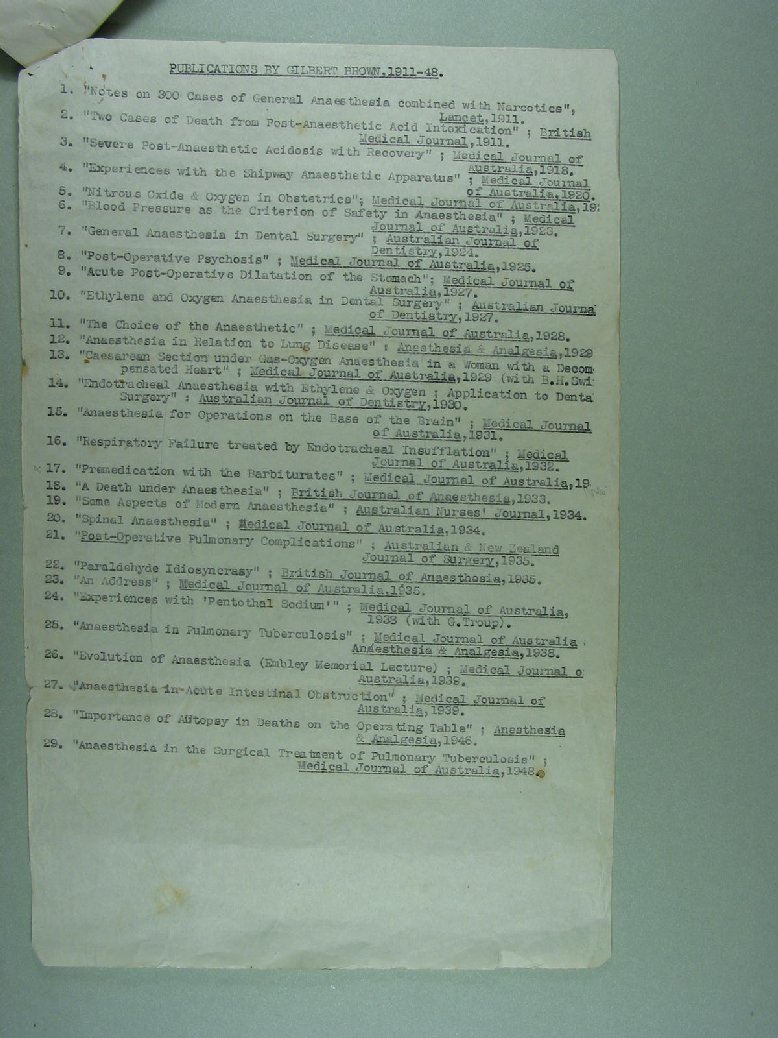 PUBLICATIONS BY GILBERT BROWN.1911-48.
1. "Notes on 300 Cases of General Anaesthesia combined with Narcotics",
Lancet,1911.
2. "Two Cases of Death from Post-Anaesthetic Acid Intoxication" ; British
Medical Journal,1911.
3. "Severe Post-Anaesthetic Acidosis with Recovery" ; Medical Journal of
Australia,1918.
4. "Experiences with the Shipway Anaesthetic Apparatus" ; Medical Journal
of Australia,1920.
5. "Nitrous Oxide & Oxygen in Obstetrics"; Medical Journal of Australia,19
6. "Blood Pressure as the Criterion of Safety in Anaesthesia" ; Medical
Journal of Australia,1923.
7. "General Anaesthesia in Dental Surgery" ; Australian Journal of
Dentistry,1924.
8. "Post-Operative Psychosis" ; Medical Journal of Australia,1925.
9. "Acute Post-Operative Dilatation of the Stomach"; Medical Journal of
Australia,1927.
10. "Ethylene and Oxygen Anaesthesia in Dental Surgery" ; Australian Journa
of Dentistry,1927.
11. "The Choice of the Anaesthetic" ; Medical Journal of Australia,1928.
12. "Anaesthesia in Relation to Lung Disease" ; Anesthesia & Analgesia,1929
13. "Caesarean Section under Gas-Oxygen Anaesthesia in a Woman with a Decom
pensated Heart" ; Medical Journal of Australia,1929 (with B.H.Swi
14. "Endotracheal Anaesthesia with Ethylene & Oxygen ; Application to Denta
Surgery" : Australian Journal of Dentistry,1930.
15. "Anaesthesia for Operations on the Base of the Brain" ; Medical Journal
of Australia,1931.
16. "Respiratory Failure treated by Endotracheal Insufflation" ; Medical
Journal of Australia,1932.
17. "Premedication with the Barbiturates" ; Medical Journal of Australia,19
18. "A Death under Anaesthesia" ; British Journal of Anaesthesia,1933.
19. "Some Aspects of Modern Anaesthesia" ; Australian Nurses' Journal,1934.
20. "Spinal Anaesthesia" ; Medical Journal of Australia,1934.
21. "Post-Operative Pulmonary Complications" ; Australian & New Zealand
Journal of Surgery,1935.
22. "Paraldehyde Idiosyncrasy" ; British Journal of Anaesthesia,1935.
23. "An Address" ; Medical Journal of Australia.1935.
24. "Experiences with 'Pentothal Sodium'" ; Medical Journal of Australia,
1938 (with G.Troup).
25. "Anaesthesia in Pulmonary Tuberculosis" ; Medical Journal of Australia
Anaesthesia & Analgesia,1938.
26. "Evolution of Anaesthesia (Embley Memorial Lecture) ; Medical Journal o
Australia,1939.
27. "Anaesthesia in Acute Intestinal Obstruction" ; Medical Journal of
Australia,1939.
28. "Importance of Autopsy in Deaths on the Operating Table" ; Anesthesia
& Analgesia,1946.
29. "Anaesthesia in the Surgical Treatment of Pulmonary Tuberculosis" ;
Medical Journal of Australia,1948.